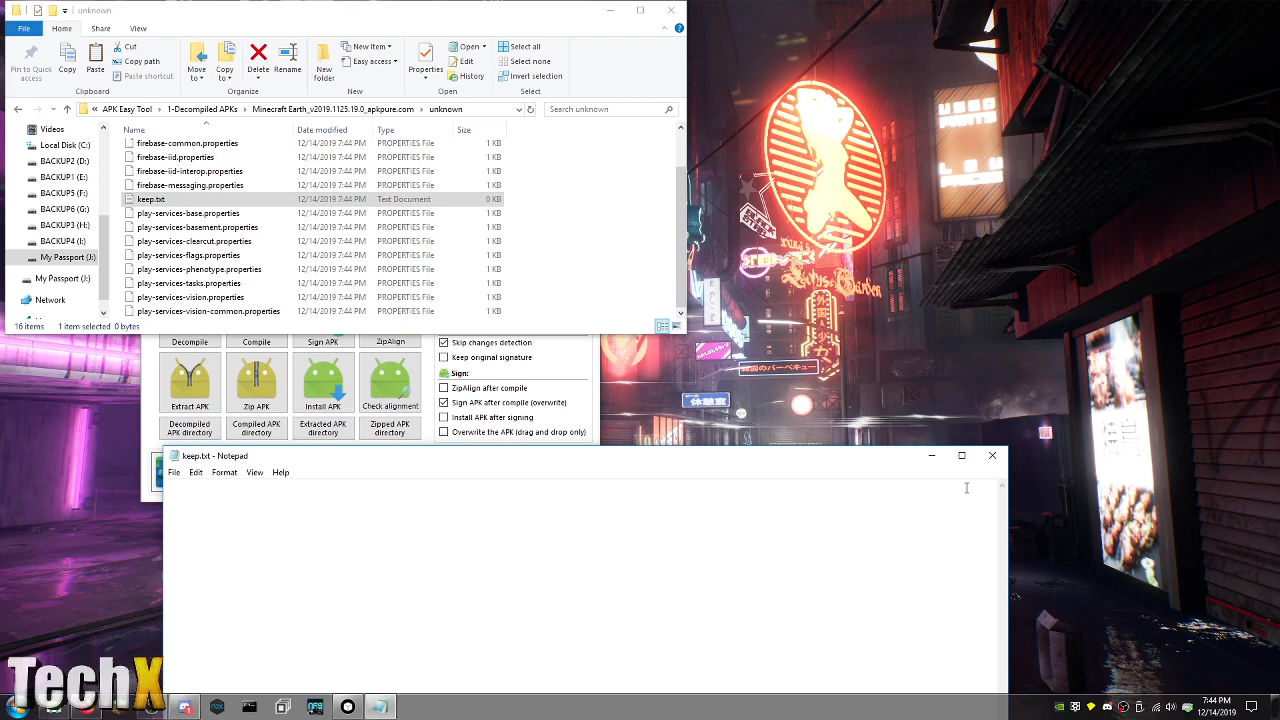 unknown
File
Home
Share
View
Pin to Quick access
Copy
Paste
Cut
Copy path
Paste shortcut
Clipboard
Move to
Copy to
Delete
Rename
Organize
New folder
New item
Easy access
New
Properties
Open
Edit
History
Open
Select all
Select none
Invert selection
Select
« APK Easy Tool > 1-Decompiled APKs > Minecraft Earth_v2019.1125.19.0_apkpure.com > unknown
Search unknown
Videos
Local Disk (C:)
BACKUP2 (D:)
BACKUP1 (E:)
BACKUP5 (F:)
BACKUP6 (G:)
BACKUP3 (H:)
BACKUP4 (I:)
My Passport (J:)
My Passport (J:)
Network
Name Date modified Type Size
firebase-common.properties 12/14/2019 7:44 PM PROPERTIES File 1 KB
firebase-iid.properties 12/14/2019 7:44 PM PROPERTIES File 1 KB
firebase-iid-interop.properties 12/14/2019 7:44 PM PROPERTIES File 1 KB
firebase-messaging.properties 12/14/2019 7:44 PM PROPERTIES File 1 KB
keep.txt 12/14/2019 7:44 PM Text Document 0 KB
play-services-base.properties 12/14/2019 7:44 PM PROPERTIES File 1 KB
play-services-basement.properties 12/14/2019 7:44 PM PROPERTIES File 1 KB
play-services-clearcut.properties 12/14/2019 7:44 PM PROPERTIES File 1 KB
play-services-flags.properties 12/14/2019 7:44 PM PROPERTIES File 1 KB
play-services-phenotype.properties 12/14/2019 7:44 PM PROPERTIES File 1 KB
play-services-tasks.properties 12/14/2019 7:44 PM PROPERTIES File 1 KB
play-services-vision.properties 12/14/2019 7:44 PM PROPERTIES File 1 KB
play-services-vision-common.properties 12/14/2019 7:44 PM PROPERTIES File 1 KB
16 items 1 item selected 0 bytes
Decompile
Compile
Sign APK
ZipAlign
Extract APK
Zip APK
Install APK
Check alignment
Decompiled APK directory
Compiled APK directory
Extracted APK directory
Zipped APK directory
Skip changes detection
Keep original signature
Sign:
ZipAlign after compile
Sign APK after compile (overwrite)
Install APK after signing
Overwrite the APK (drag and drop only)
keep.txt - Notepad
File Edit Format View Help
TechX
7:44 PM
12/14/2019